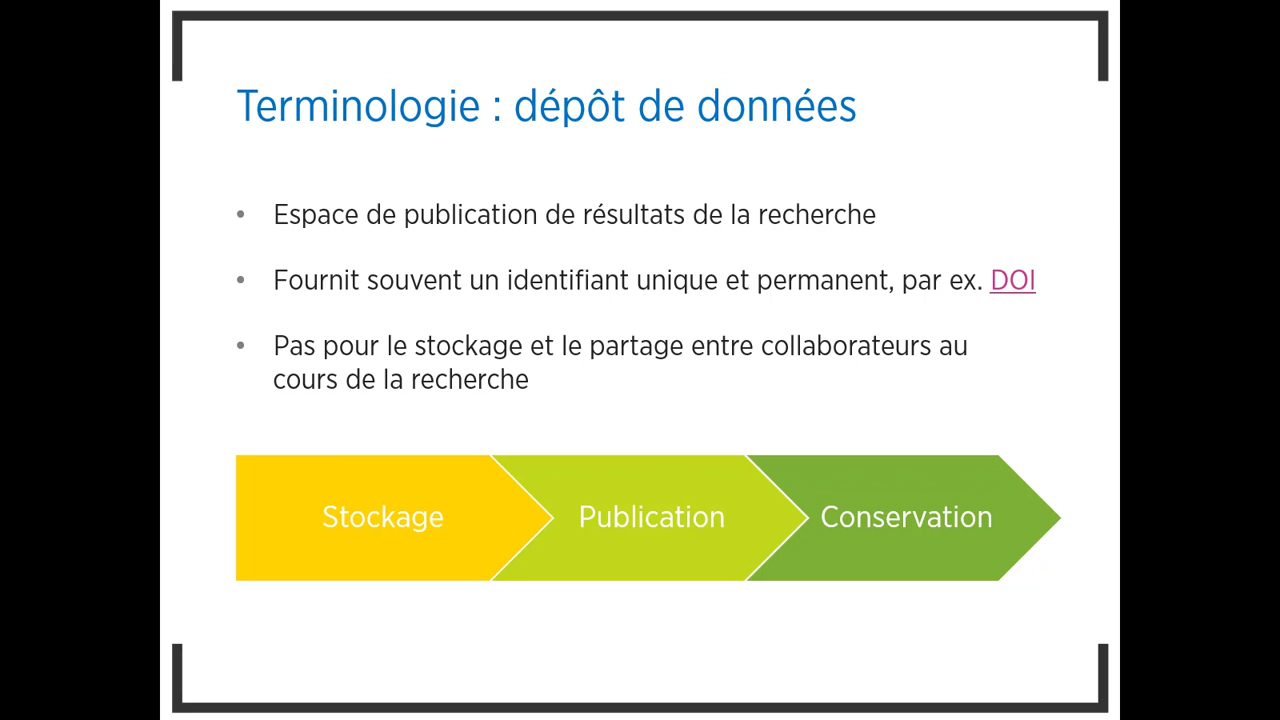 Terminologie : dépôt de données
• Espace de publication de résultats de la recherche
• Fournit souvent un identifiant unique et permanent, par ex. DOI
• Pas pour le stockage et le partage entre collaborateurs au
cours de la recherche
Stockage
Publication
Conservation